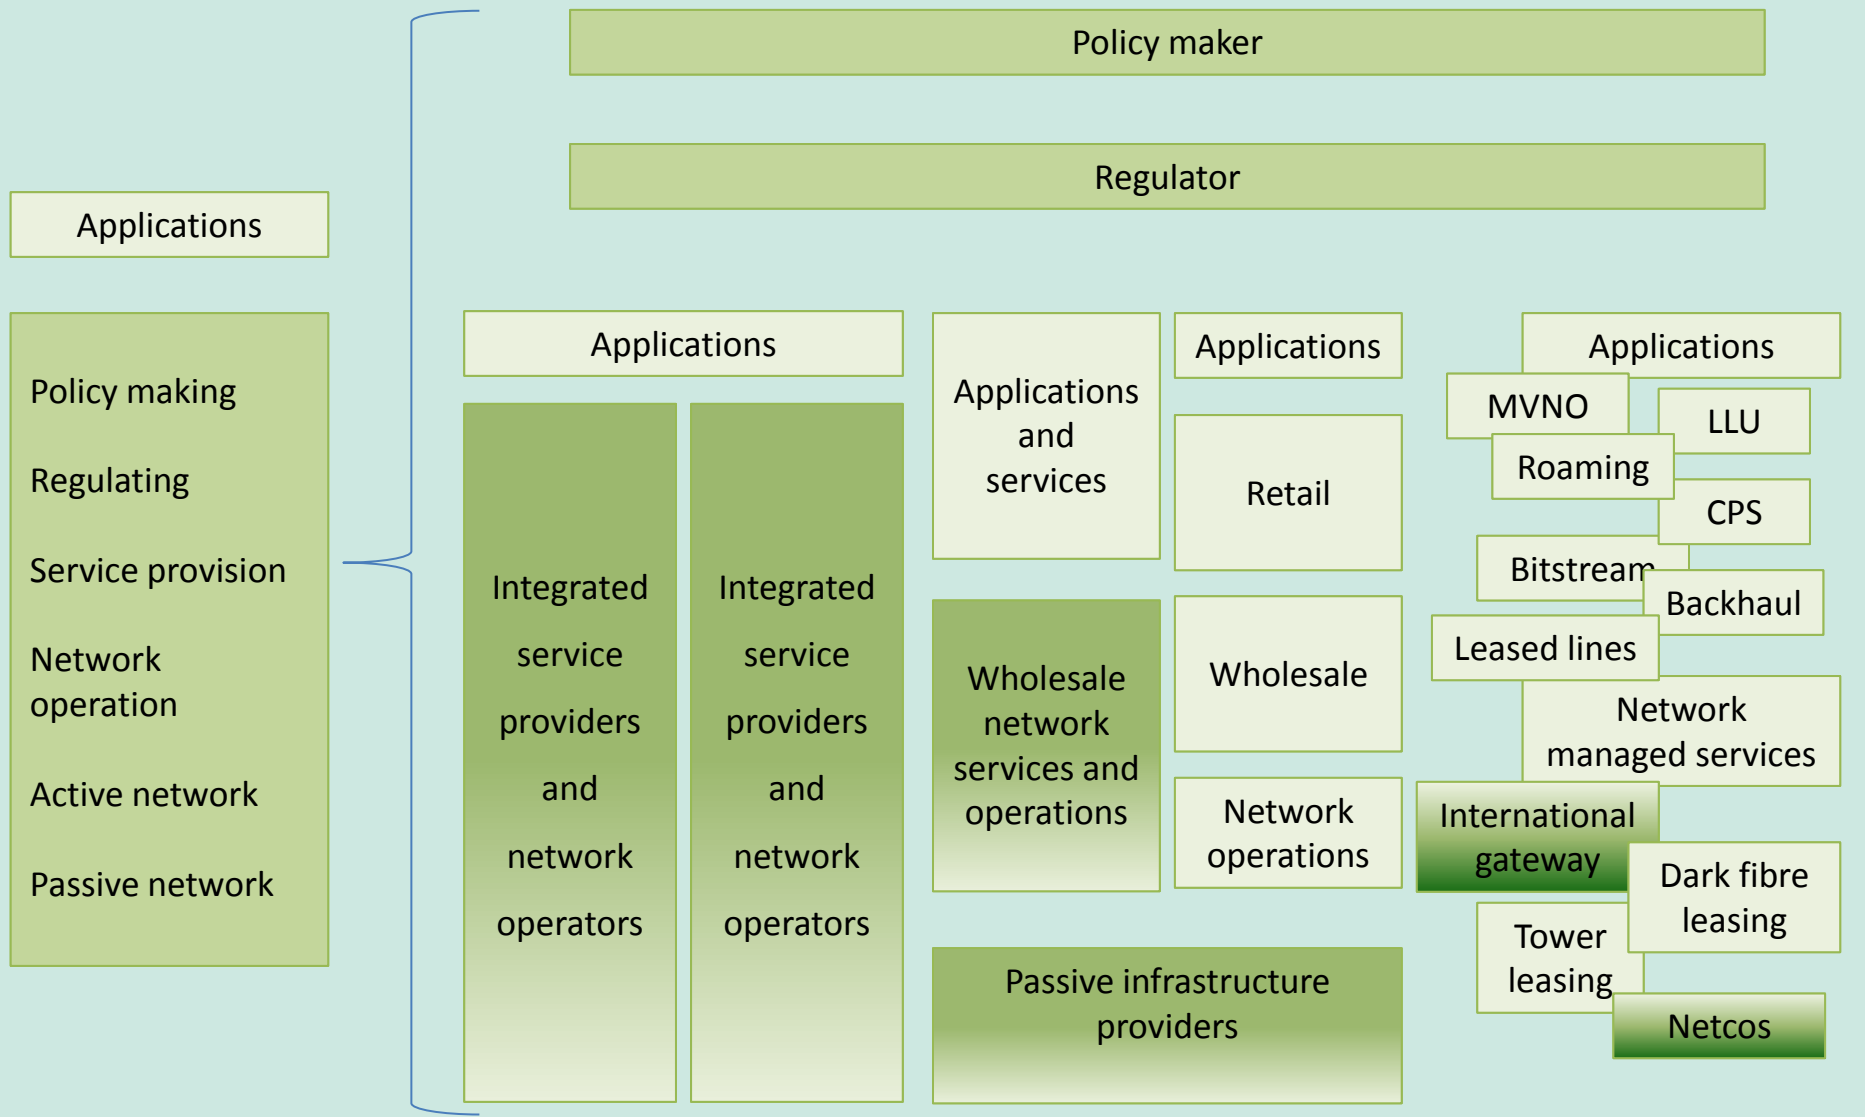 Policy maker
Regulator
Applications
Policy making
Regulating
Service provision
Network
operation
Active network
Passive network
Applications
Integrated
service
providers
and
network
operators
Integrated
service
providers
and
network
operators
Applications
and
services
Wholesale
network
services and
operations
Applications
Retail
Wholesale
Network
operations
Passive infrastructure
providers
Applications
MVNO
LLU
Roaming
CPS
Bitstream
Backhaul
Leased lines
Network
managed services
International
gateway
Dark fibre
leasing
Tower
leasing
Netcos